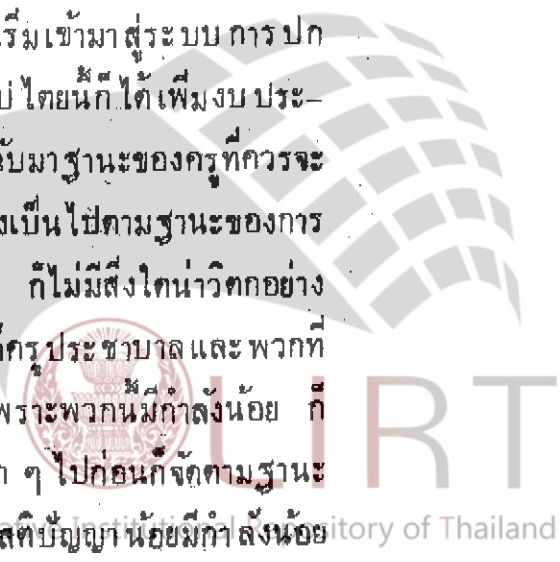 เริ่มเข้ามาสู่ระบบการปก
ไตยนี้ก็ได้เพิ่มงบประ–
มาฐานะของครูที่ควรจะ
เป็นไปตามฐานะของการ
ก็ไม่มีสิ่งใดน่าวิตกอย่าง
ครูประชาบาลและพวกที่
เพราะพวกนี้มีกำลังน้อย ก็
ๆ ไปก่อนก็จัดตามฐานะ
สติปัญญาน้อยมีกำลังน้อย
LIRT
Institutional Repository of Thailand